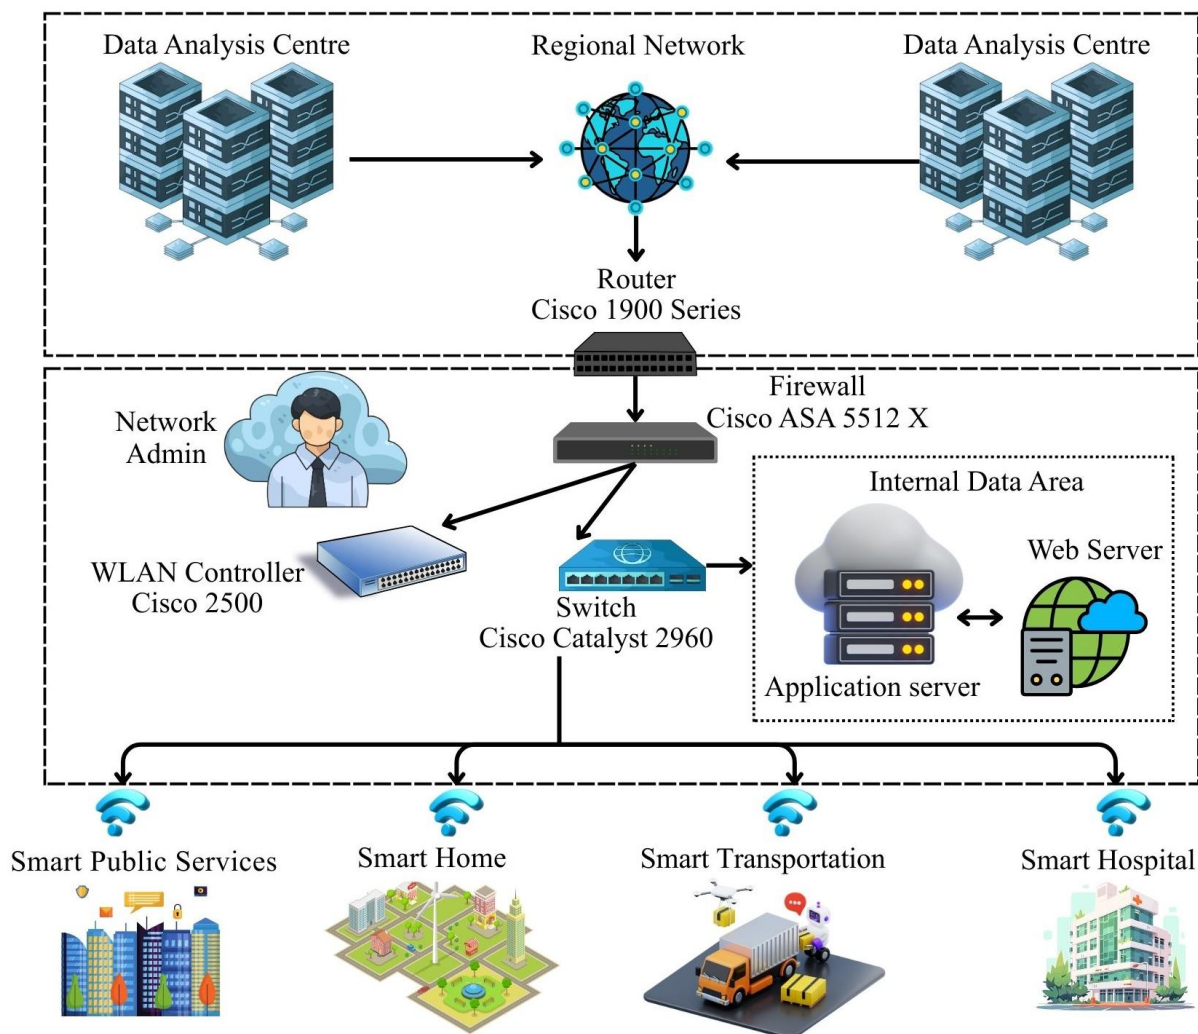 Data Analysis Centre
Regional Network
Data Analysis Centre
Router
Cisco 1900 Series
Network
Admin
Firewall
Cisco ASA 5512 X
Internal Data Area
WLAN Controller
Cisco 2500
Switch
Cisco Catalyst 2960
Web Server
Application server
Smart Public Services
Smart Home
Smart Transportation
Smart Hospital